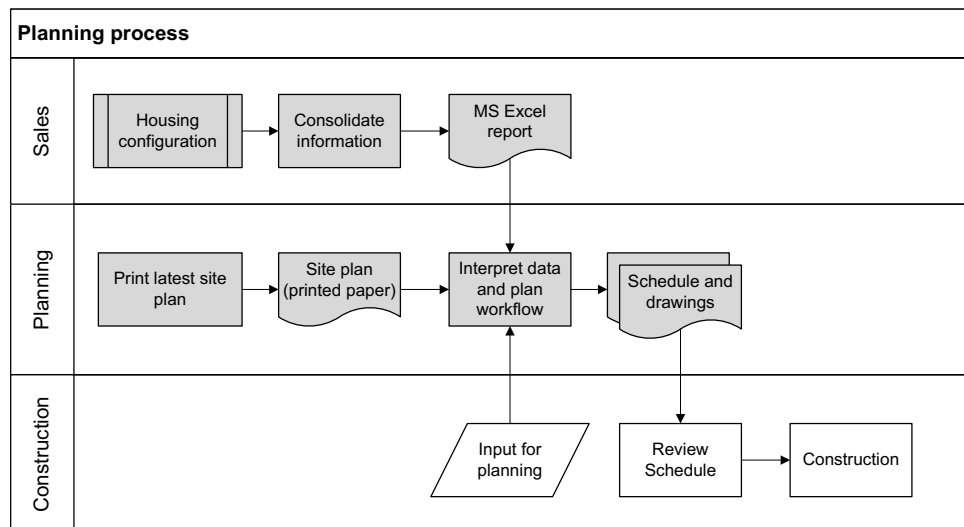 Planning process
Sales
Housing
configuration
Consolidate
information
MS Excel
report
Planning
Print latest site
plan
Site plan
(printed paper)
Interpret data
and plan
workflow
Schedule and
drawings
Construction
Input for
planning
Review
Schedule
Construction